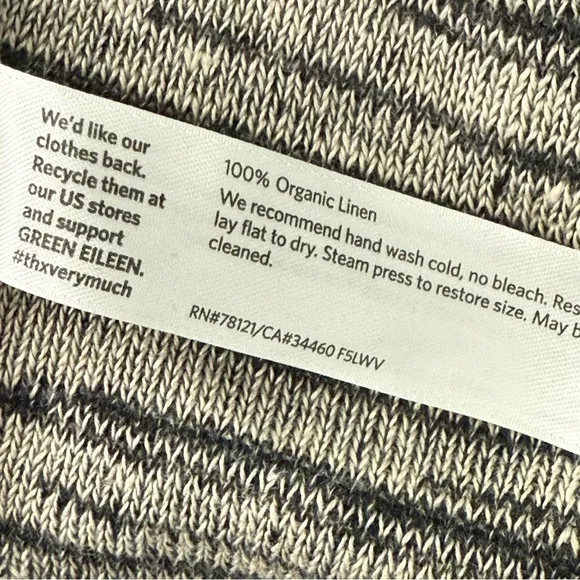 We'd like our
clothes back.
Recycle them at
our US stores
and support
GREEN EILEEN.
#thxverymuch
100% Organic Linen
We recommend hand wash cold, no bleach. Res
lay flat to dry. Steam press to restore size. May b
cleaned.
RN#78121/CA#34460 F5LWV